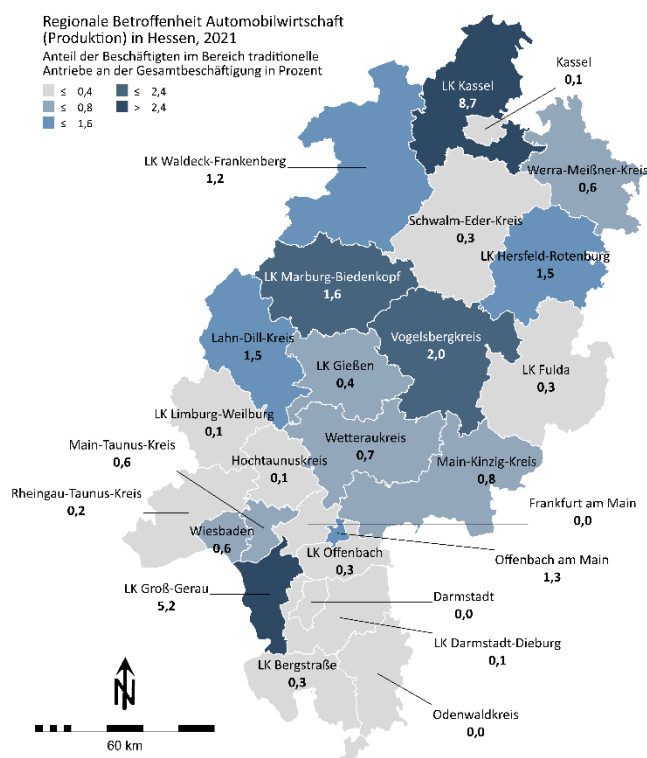 Regionale Betroffenheit Automobilwirtschaft
(Produktion) in Hessen, 2021
Anteil der Beschäftigten im Bereich traditionelle
Antriebe an der Gesamtbeschäftigung in Prozent
≤ 0,4
≤ 2,4
≤ 0,8
> 2,4
≤ 1,6
Kassel
0,1
LK Kassel
8,7
LK Waldeck-Frankenberg
1,2
Werra-Meißner-Kreis
0,6
Schwalm-Eder-Kreis
0,3
LK Hersfeld-Rotenburg
1,5
LK Marburg-Biedenkopf
1,6
Lahn-Dill-Kreis
1,5
Vogelsbergkreis
2,0
LK Gießen
0,4
LK Fulda
0,3
LK Limburg-Weilburg
0,1
Wetteraukreis
0,7
Main-Taunus-Kreis
0,6
Hochtaunuskreis
0,1
Main-Kinzig-Kreis
0,8
Rheingau-Taunus-Kreis
0,2
Frankfurt am Main
0,0
Wiesbaden
0,6
LK Offenbach
0,3
Offenbach am Main
1,3
LK Groß-Gerau
5,2
Darmstadt
0,0
LK Darmstadt-Dieburg
0,1
LK Bergstraße
0,3
Odenwaldkreis
0,0
N
60 km